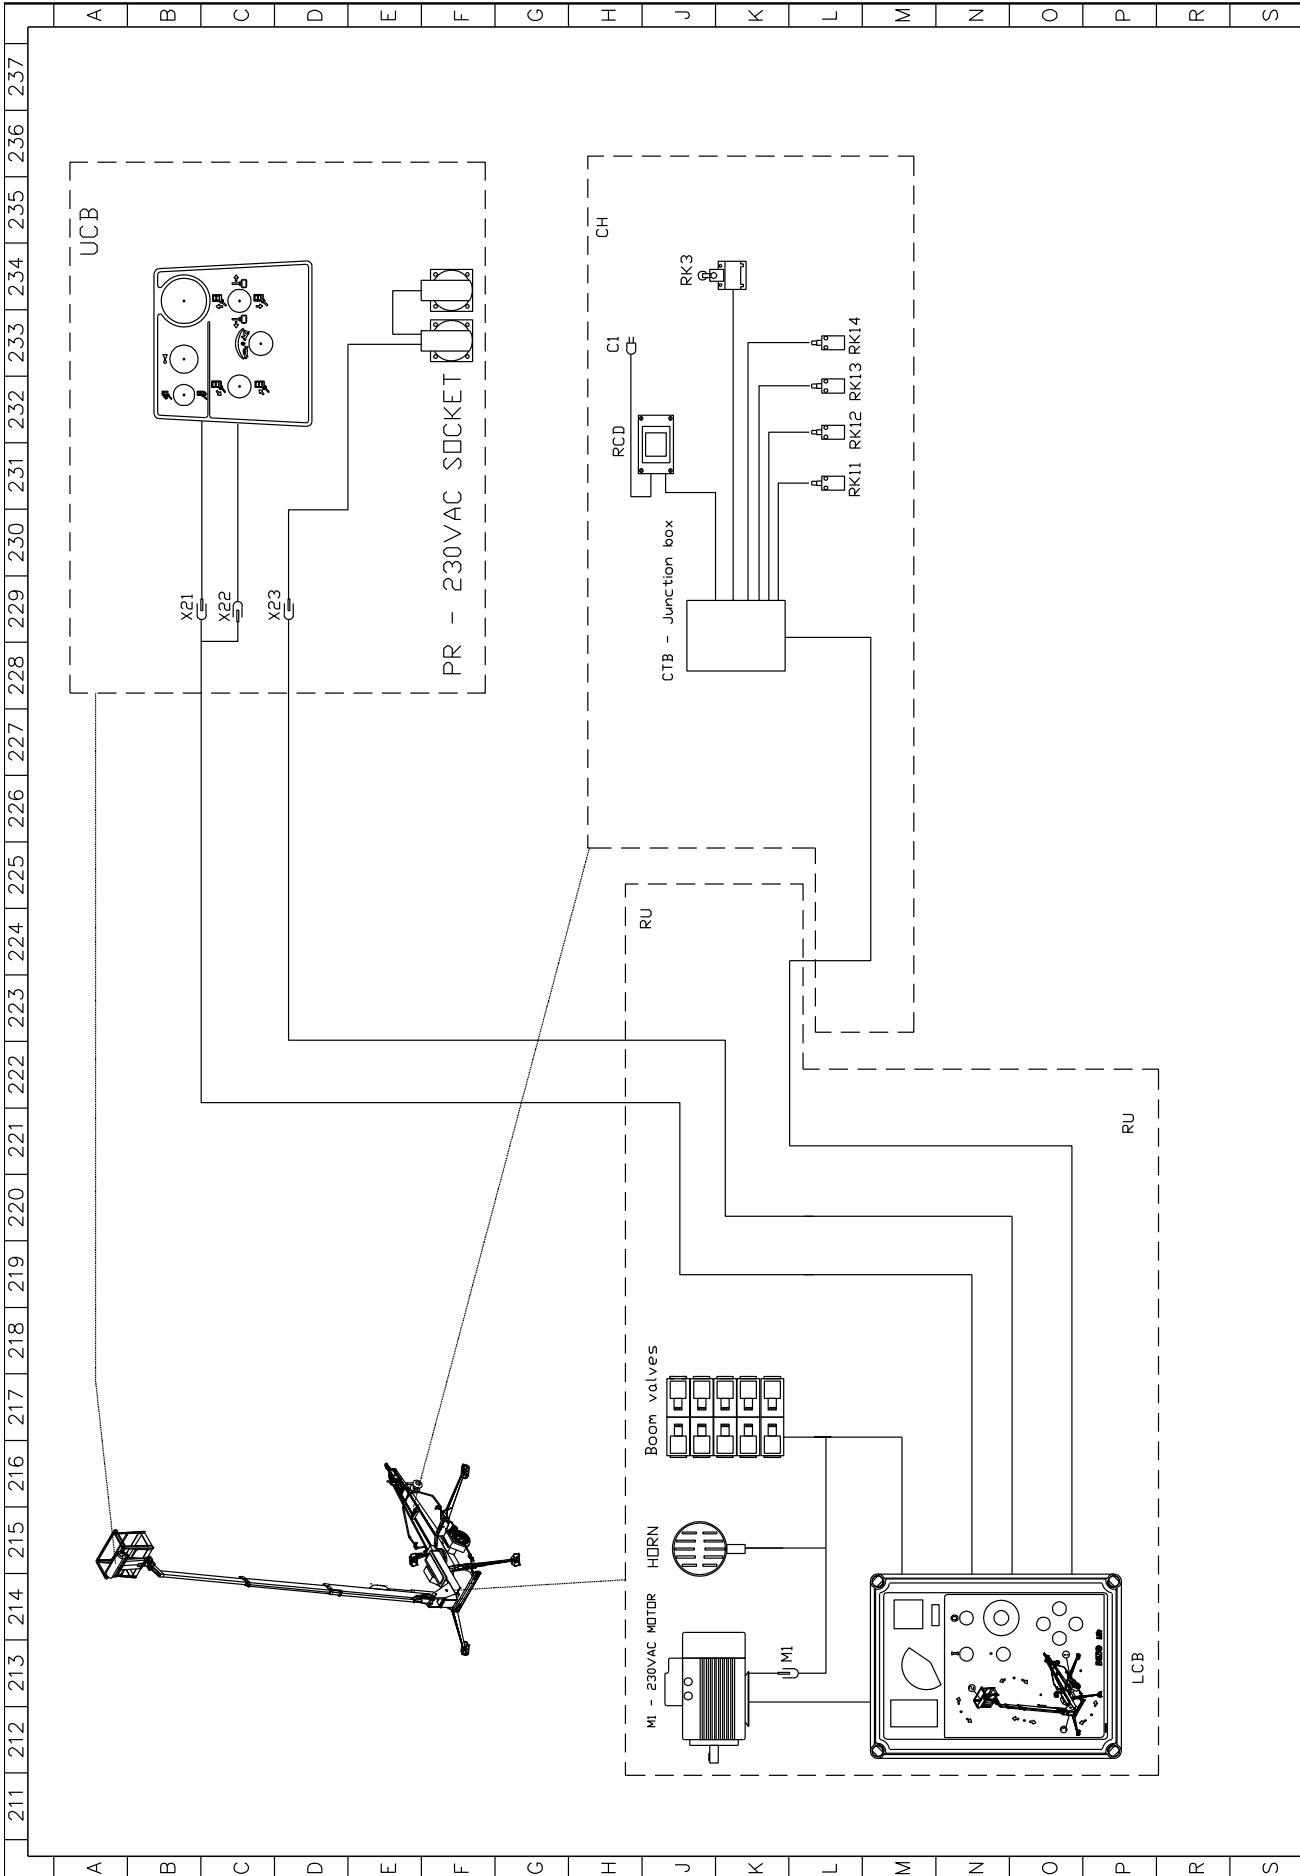 A B C D E F G H J K L M N O P R S
237
236
235
234
233
232
231
230
229
228
227
226
225
224
223
222
221
220
219
218
217
216
215
214
213
212
211
UCB
X21
X22
X23
PR - 230VAC SOCKET
CH
RK3
C1
RCD
RK11 RK12 RK13 RK14
CTB - Junction box
RU
RU
Boom valves
HORN
M1 - 230VAC MOTOR
M1
LCB
A B C D E F G H J K L M N O P R S